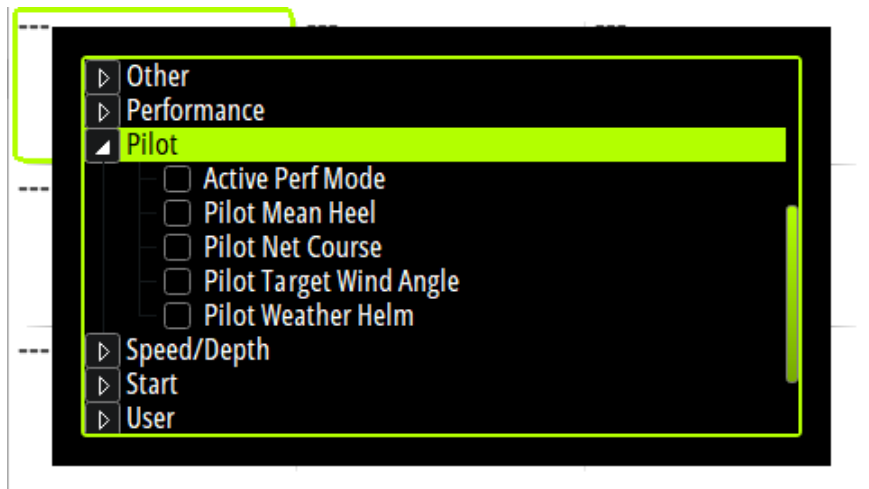 ---
---
---
Other
Performance
Pilot
Active Perf Mode
Pilot Mean Heel
Pilot Net Course
Pilot Target Wind Angle
---
Pilot Weather Helm
Speed/Depth
---
Start
User